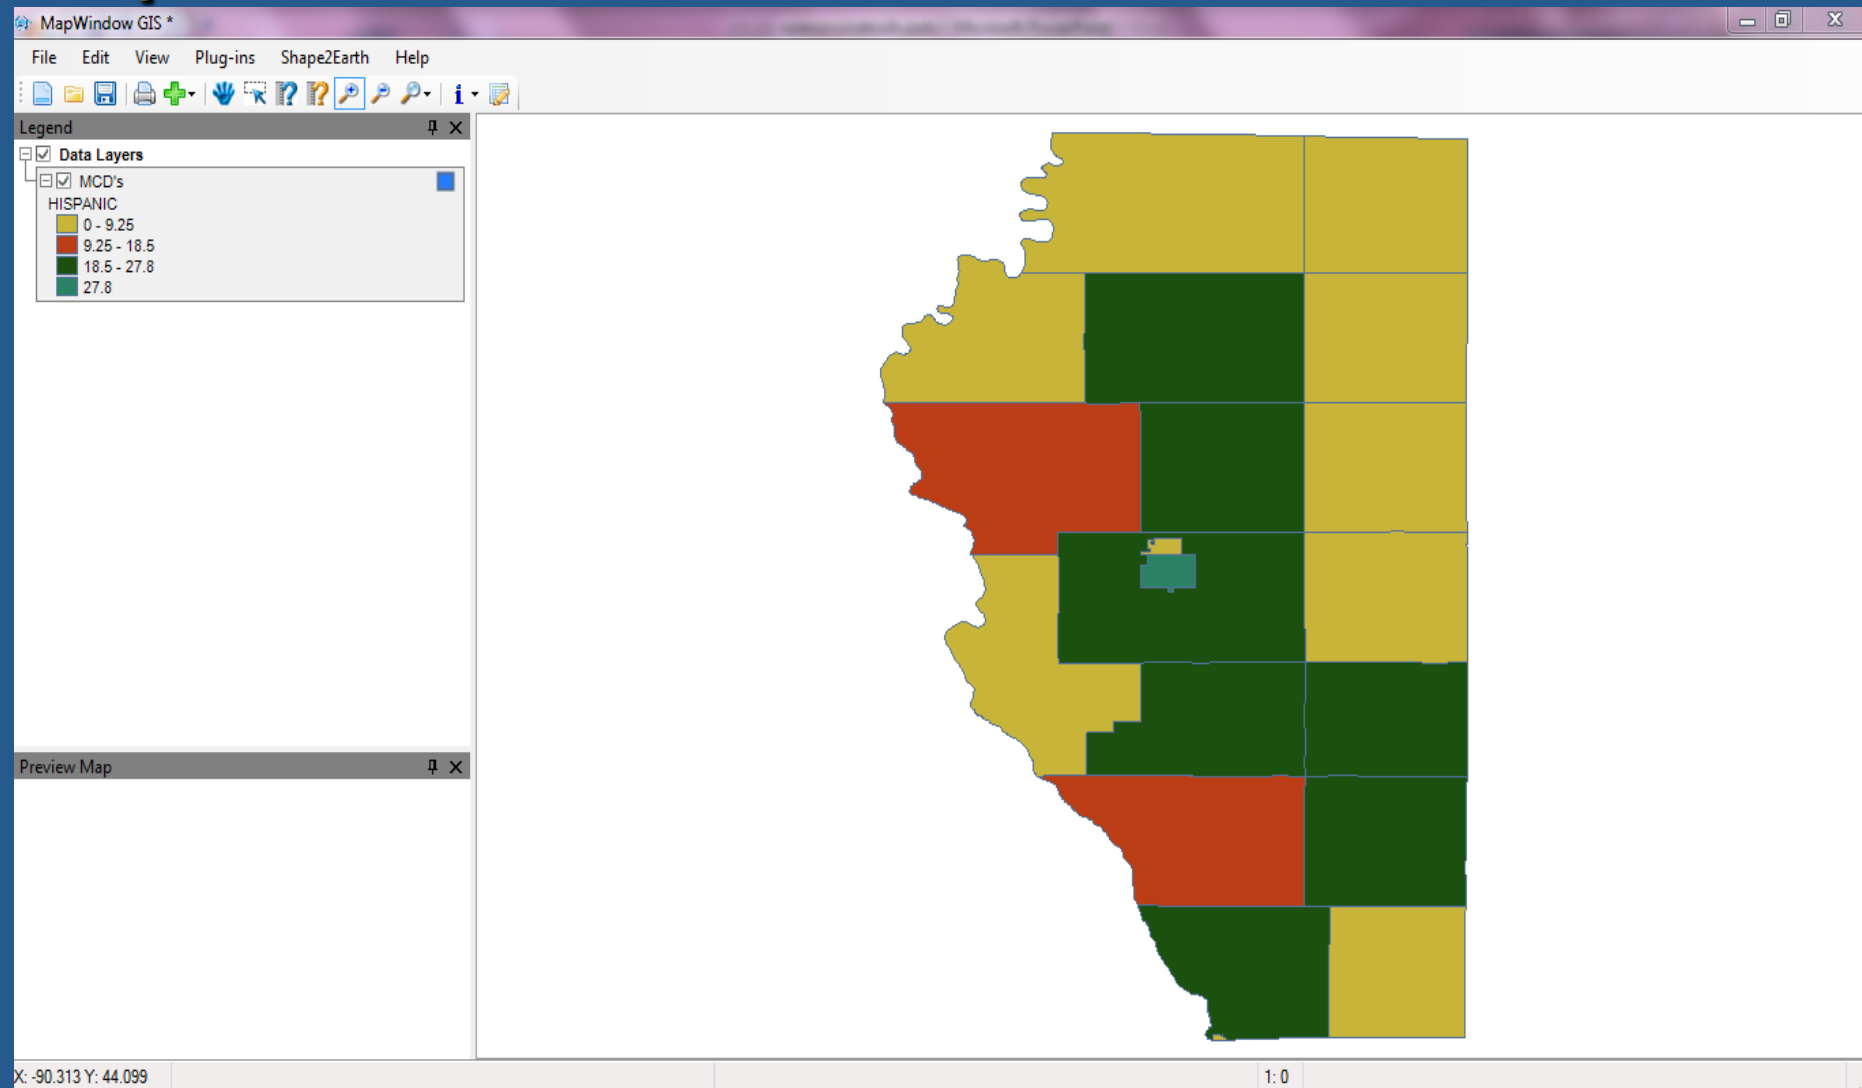 MapWindow GIS *
File Edit View Plug-ins Shape2Earth Help
Legend
Data Layers
MCD's
HISPANIC
0 - 9.25
9.25 - 18.5
18.5 - 27.8
27.8
Preview Map
X: -90.313 Y: 44.099
1: 0